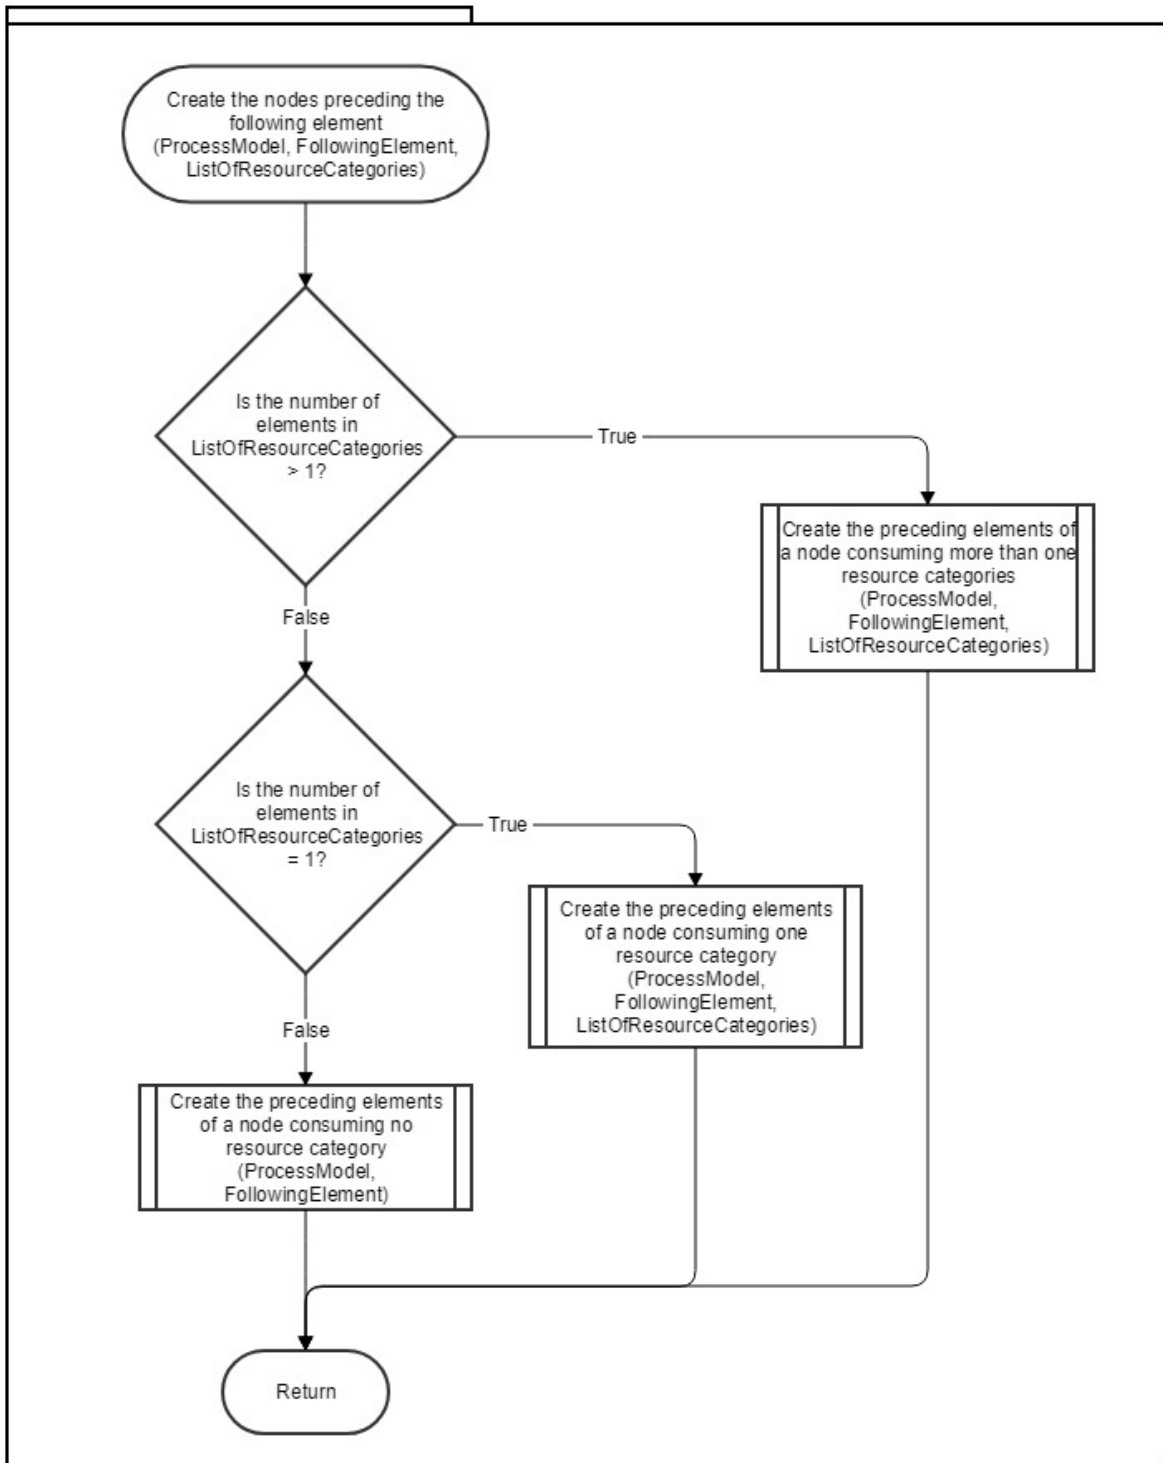 Create the nodes preceding the
following element
(ProcessModel, FollowingElement,
ListOfResourceCategories)
Is the number of
elements in
ListOfResourceCategories
> 1?
True
Create the preceding elements of
a node consuming more than one
resource categories
(ProcessModel,
FollowingElement,
ListOfResourceCategories)
False
Is the number of
elements in
ListOfResourceCategories
= 1?
True
Create the preceding elements
of a node consuming one
resource category
(ProcessModel,
FollowingElement,
ListOfResourceCategories)
False
Create the preceding elements
of a node consuming no
resource category
(ProcessModel,
FollowingElement)
Return